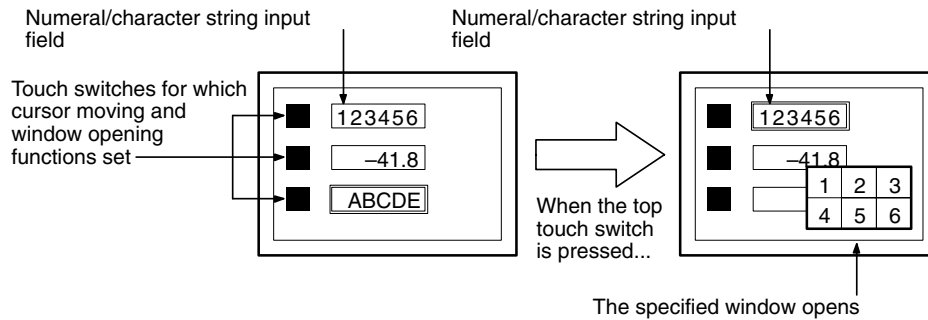 Numeral/character string input
field
Numeral/character string input
field
Touch switches for which
cursor moving and
window opening
functions set
123456
–41.8
ABCDE
When the top
touch switch
is pressed...
123456
–41.8
1 2 3
4 5 6
The specified window opens